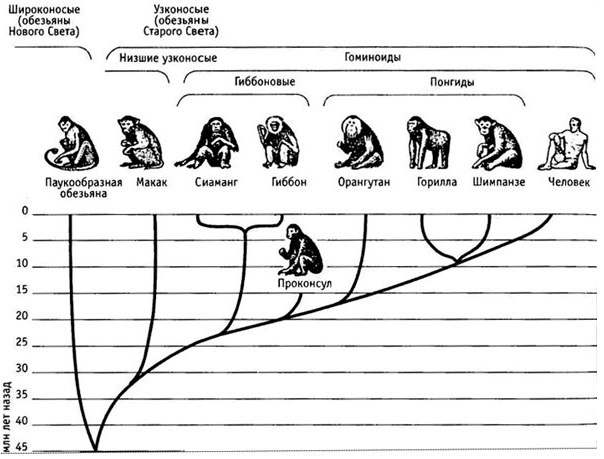 Широконосые
(обезьяны
Нового Света)
Узконосые
(обезьяны
Старого Света)
Низшие узконосые
Гоминоиды
Гиббоновые
Понгиды
Паукообразная
обезьяна
Макак
Сиаманг
Гиббон
Орангутан
Горилла
Шимпанзе
Человек
Проконсул
0
5
10
15
20
25
30
35
40
45
млн лет назад